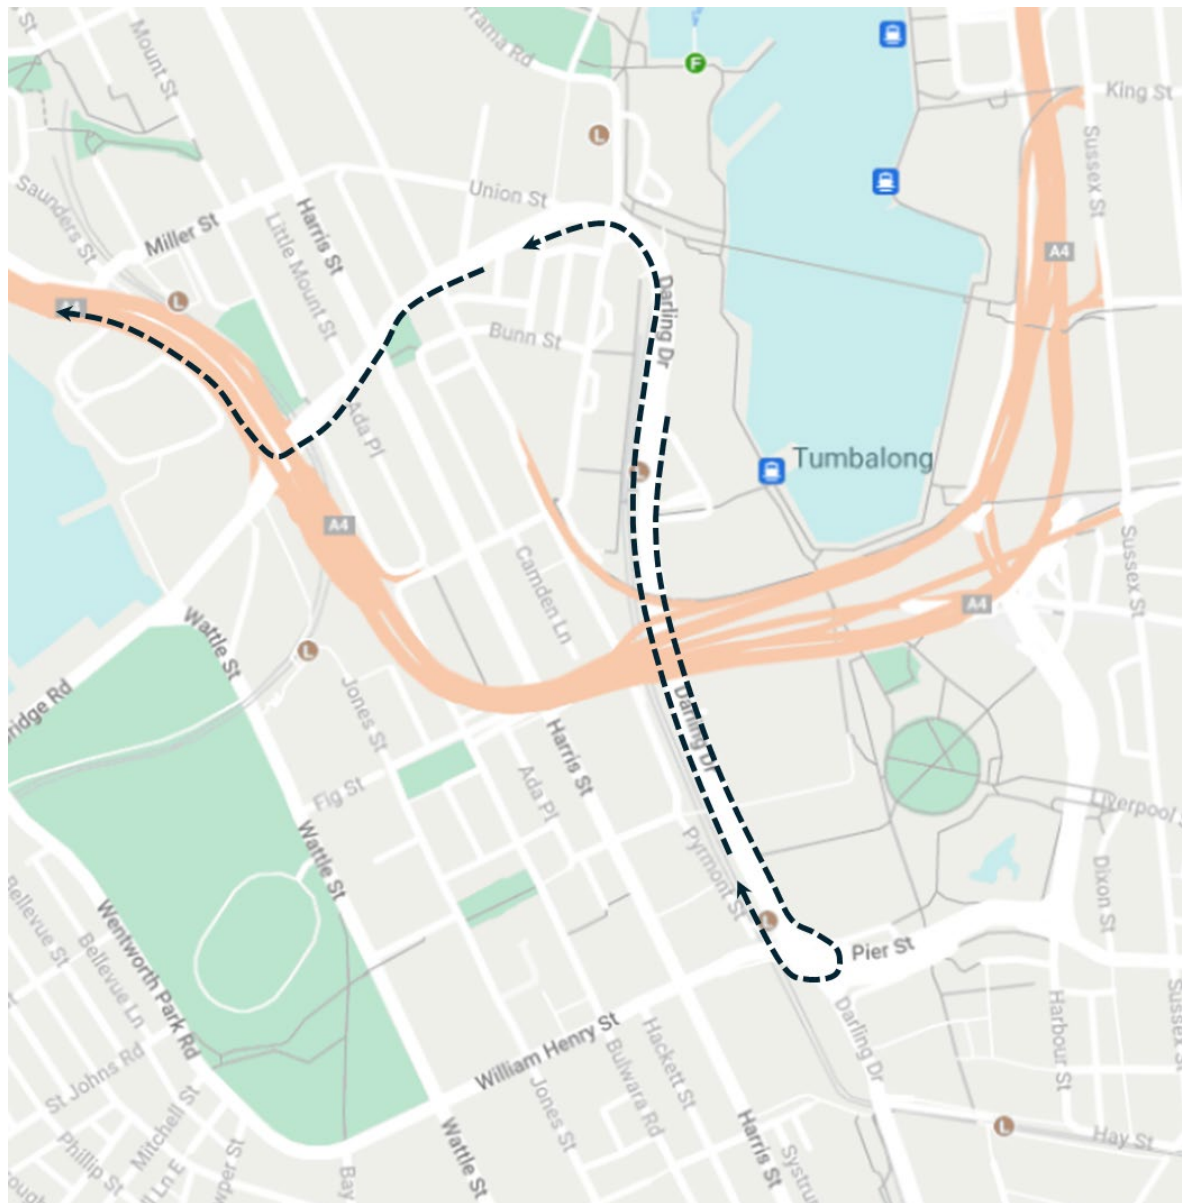 Mount St
King St
Union St
Saunders St
Miller St
Harris St
Little Mount St
Sussex St
A4
A4
F
L
L
Darling Dr
Bunn St
Ada Pl
L
Tumbalong
A4
Camden Ln
Sussex St
A4
Wattle St
L
Jones St
Darling Dr
Harris St
Fig St
Ada Pl
Wattle St
Pyrmont St
Dixon St
Bellevue St
Bellevue Ln
Wentworth Park Rd
L
Pier St
Darling Dr
Harbour St
William Henry St
Hackett St
Bulwara Rd
St Johns Rd
Mitchell St
Jones St
Phillip St
Wattle St
Harris St
L
Hay St
Bay